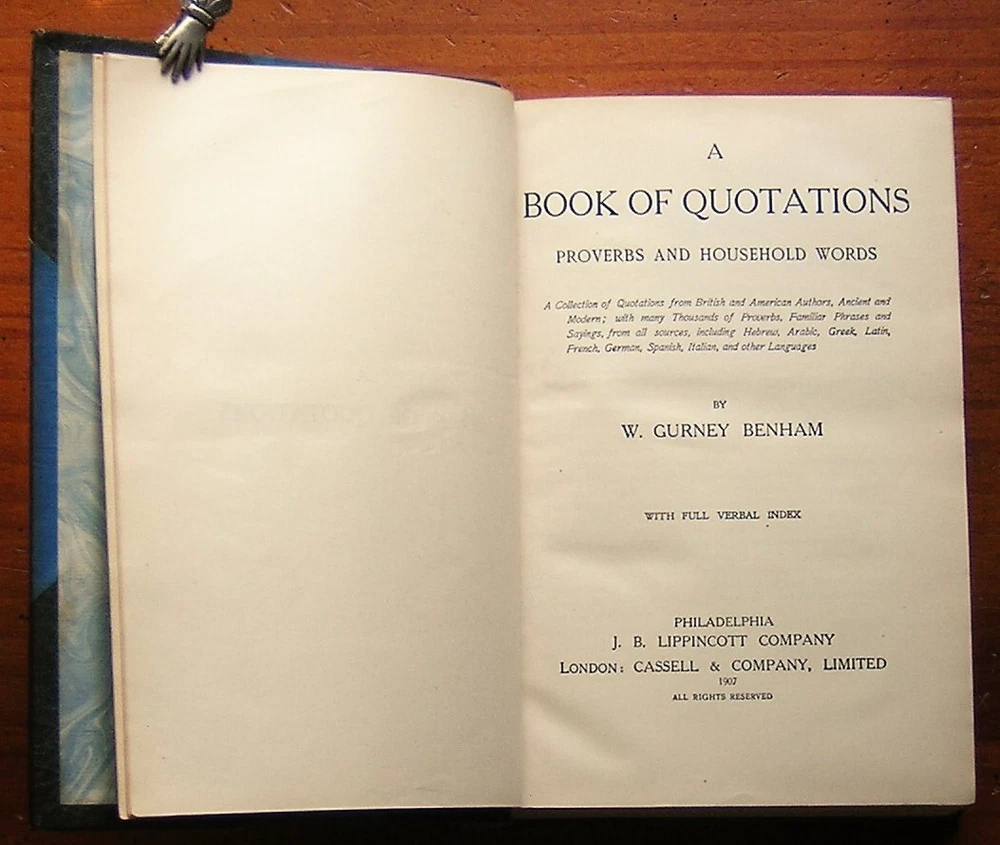 A
BOOK OF QUOTATIONS
PROVERBS AND HOUSEHOLD WORDS
A Collection of Quotations from British and American Authors, Ancient and
Modern; with many Thousands of Proverbs, Familiar Phrases and
Sayings, from all sources, including Hebrew, Arabic, Greek, Latin,
French, German, Spanish, Italian, and other Languages
BY
W. GURNEY BENHAM
WITH FULL VERBAL INDEX
PHILADELPHIA
J. B. LIPPINCOTT COMPANY
LONDON: CASSELL & COMPANY, LIMITED
1907
ALL RIGHTS RESERVED